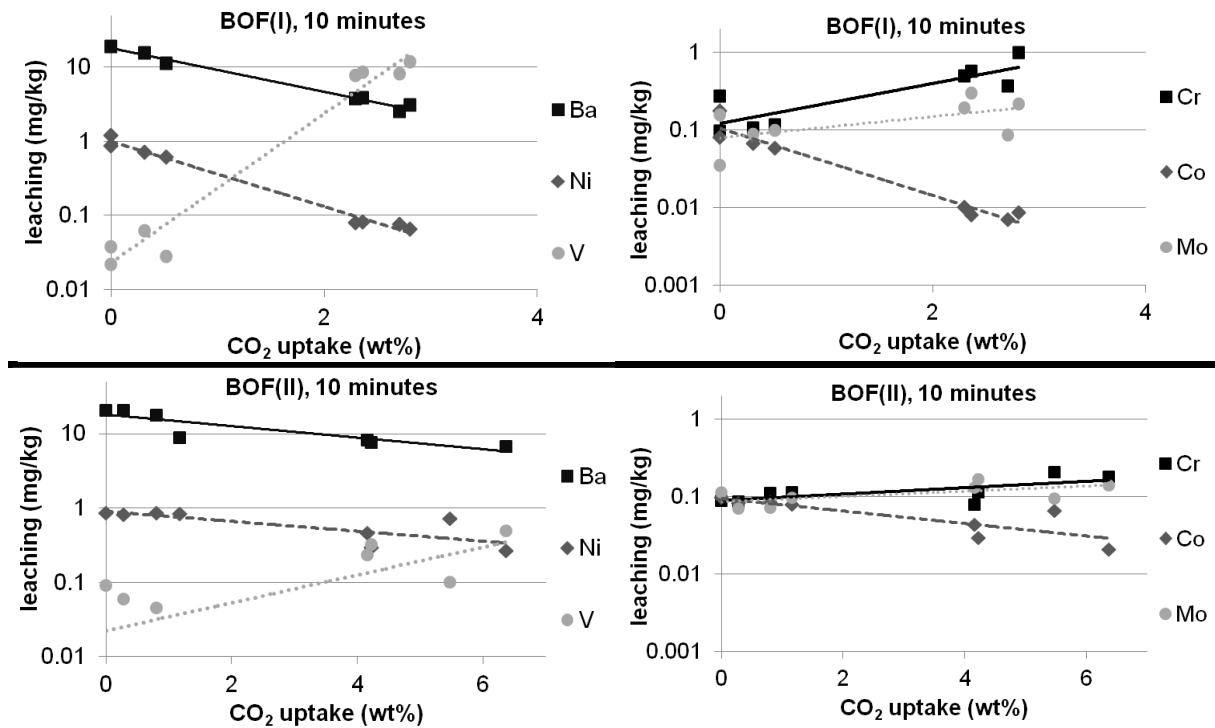 BOF(I), 10 minutes
leaching (mg/kg)
10
1
0.1
0.01
0
2
4
CO₂ uptake (wt%)
Ba
Ni
V
BOF(I), 10 minutes
leaching (mg/kg)
1
0.1
0.01
0.001
0
2
4
CO₂ uptake (wt%)
Cr
Co
Mo
BOF(II), 10 minutes
leaching (mg/kg)
10
1
0.1
0.01
0
2
4
6
CO₂ uptake (wt%)
Ba
Ni
V
BOF(II), 10 minutes
leaching (mg/kg)
1
0.1
0.01
0.001
0
2
4
6
CO₂ uptake (wt%)
Cr
Co
Mo